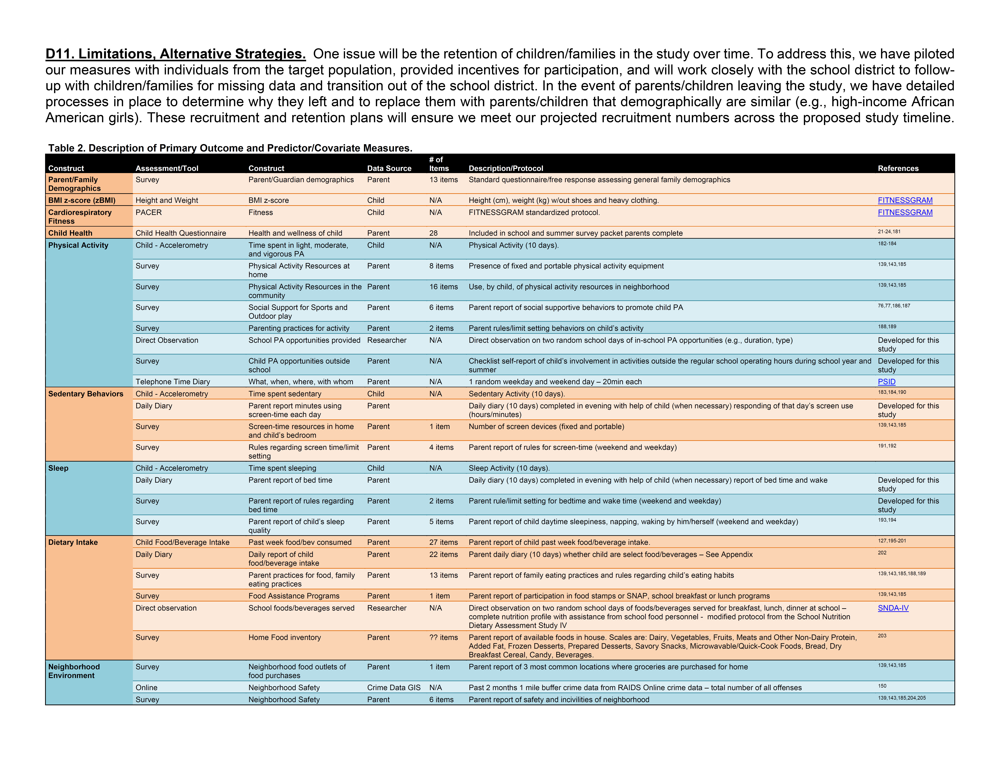 D11. Limitations, Alternative Strategies. One issue will be the retention of children/families in the study over time. To address this, we have piloted
our measures with individuals from the target population, provided incentives for participation, and will work closely with the school district to follow-
up with children/families for missing data and transition out of the school district. In the event of parents/children leaving the study, we have detailed
processes in place to determine why they left and to replace them with parents/children that demographically are similar (e.g., high-income African
American girls). These recruitment and retention plans will ensure we meet our projected recruitment numbers across the proposed study timeline.
Table 2. Description of Primary Outcome and Predictor/Covariate Measures.
# of
Construct Assessment/Tool Construct Data Source Items Description/Protocol References
Parent/Family Survey Parent/Guardian demographics Parent 13 items Standard questionnaire/free response assessing general family demographics
Demographics
BMI z-score (zBMI) Height and Weight BMI z-score Child N/A Height (cm), weight (kg) w/out shoes and heavy clothing. FITNESSGRAM
Cardiorespiratory PACER Fitness Child N/A FITNESSGRAM standardized protocol. FITNESSGRAM
Fitness
Child Health Child Health Questionnaire Health and wellness of child Parent 28 Included in school and summer survey packet parents complete 21-24,181
Physical Activity Child - Accelerometry Time spent in light, moderate, Child N/A Physical Activity (10 days). 182-184
and vigorous PA
Survey Physical Activity Resources at Parent 8 items Presence of fixed and portable physical activity equipment 139,143,185
home
Survey Physical Activity Resources in the Parent 16 items Use, by child, of physical activity resources in neighborhood 139,143,185
community
Survey Social Support for Sports and Parent 6 items Parent report of social supportive behaviors to promote child PA 76,77,186,187
Outdoor play
Survey Parenting practices for activity Parent 2 items Parent rules/limit setting behaviors on child's activity 188,189
Direct Observation School PA opportunities provided Researcher N/A Direct observation on two random school days of in-school PA opportunities (e.g., duration, type) Developed for this
study
Survey Child PA opportunities outside Parent N/A Checklist self-report of child's involvement in activities outside the regular school operating hours during school year and Developed for this
school summer study
Telephone Time Diary What, when, where, with whom Parent N/A 1 random weekday and weekend day – 20min each PSID
Sedentary Behaviors Child - Accelerometry Time spent sedentary Child N/A Sedentary Activity (10 days). 183,184,190
Daily Diary Parent report minutes using Parent Daily diary (10 days) completed in evening with help of child (when necessary) responding of that day's screen use Developed for this
screen-time each day (hours/minutes) study
Survey Screen-time resources in home Parent 1 item Number of screen devices (fixed and portable) 139,143,185
and child's bedroom
Survey Rules regarding screen time/limit Parent 4 items Parent report of rules for screen-time (weekend and weekday) 191,192
setting
Sleep Child - Accelerometry Time spent sleeping Child N/A Sleep Activity (10 days).
Daily Diary Parent report of bed time Parent Daily diary (10 days) completed in evening with help of child (when necessary) report of bed time and wake Developed for this
study
Survey Parent report of rules regarding Parent 2 items Parent rule/limit setting for bedtime and wake time (weekend and weekday) Developed for this
bed time study
Survey Parent report of child's sleep Parent 5 items Parent report of child daytime sleepiness, napping, waking by him/herself (weekend and weekday) 193,194
quality
Dietary Intake Child Food/Beverage Intake Past week food/bev consumed Parent 27 items Parent report of child past week food/beverage intake. 127,195-201
Daily Diary Daily report of child Parent 22 items Parent daily diary (10 days) whether child are select food/beverages – See Appendix 202
food/beverage intake
Survey Parent practices for food, family Parent 13 items Parent report of family eating practices and rules regarding child's eating habits 139,143,185,188,189
eating practices
Survey Food Assistance Programs Parent 1 item Parent report of participation in food stamps or SNAP, school breakfast or lunch programs 139,143,185
Direct observation School foods/beverages served Researcher N/A Direct observation on two random school days of foods/beverages served for breakfast, lunch, dinner at school – SNDA-IV
complete nutrition profile with assistance from school food personnel - modified protocol from the School Nutrition
Dietary Assessment Study IV
Survey Home Food inventory Parent ?? items Parent report of available foods in house. Scales are: Dairy, Vegetables, Fruits, Meats and Other Non-Dairy Protein, 203
Added Fat, Frozen Desserts, Prepared Desserts, Savory Snacks, Microwavable/Quick-Cook Foods, Bread, Dry
Breakfast Cereal, Candy, Beverages.
Neighborhood Survey Neighborhood food outlets of Parent 1 item Parent report of 3 most common locations where groceries are purchased for home 139,143,185
Environment food purchases
Online Neighborhood Safety Crime Data GIS N/A Past 2 months 1 mile buffer crime data from RAIDS Online crime data – total number of all offenses 150
Survey Neighborhood Safety Parent 6 items Parent report of safety and incivilities of neighborhood 139,143,185,204,205